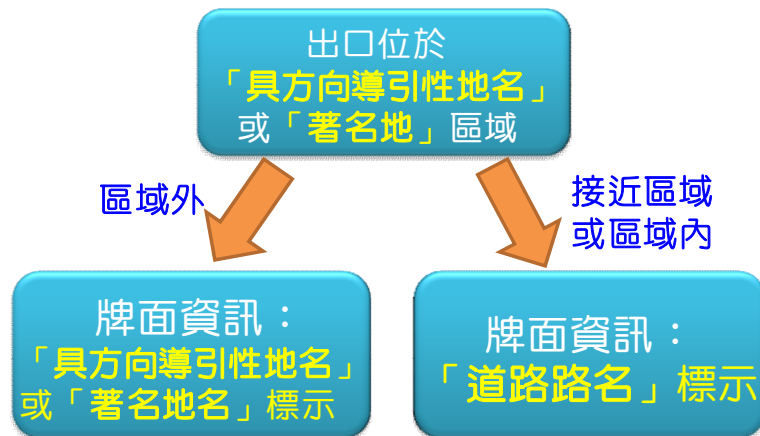 出口位於
「具方向導引性地名」
或「著名地」區域
區域外
接近區域
或區域內
牌面資訊：
「具方向導引性地名」
或「著名地名」標示
牌面資訊：
「道路路名」標示